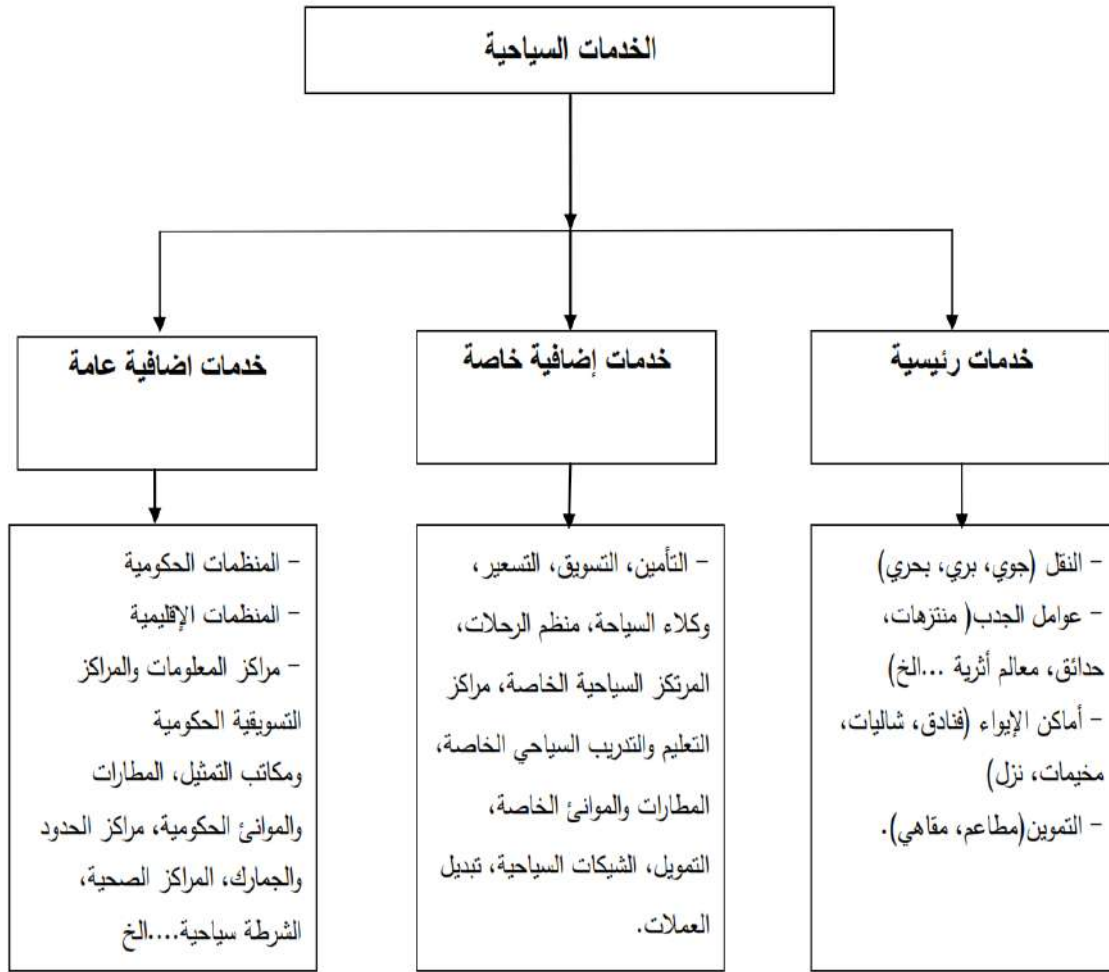 الخدمات السياحية
خدمات رئيسية
خدمات إضافية خاصة
خدمات اضافية عامة
- النقل (جوي، بري، بحري)
- عوامل الجدب( منتزهات،
حدائق، معالم أثرية ...الخ)
- أماكن الإيواء (فنادق، شاليات،
مخيمات، نزل)
- التموين(مطاعم، مقاهي).
- التأمين، التسويق، التسعير،
وكلاء السياحة، منظم الرحلات،
المرتكز السياحية الخاصة، مراكز
التعليم والتدريب السياحي الخاصة،
المطارات والموانئ الخاصة،
التمويل، الشيكات السياحية، تبديل
العملات.
- المنظمات الحكومية
- المنظمات الإقليمية
- مراكز المعلومات والمراكز
التسويقية الحكومية
ومكاتب التمثيل، المطارات
والموانئ الحكومية، مراكز الحدود
والجمارك، المراكز الصحية،
الشرطة سياحية....الخ